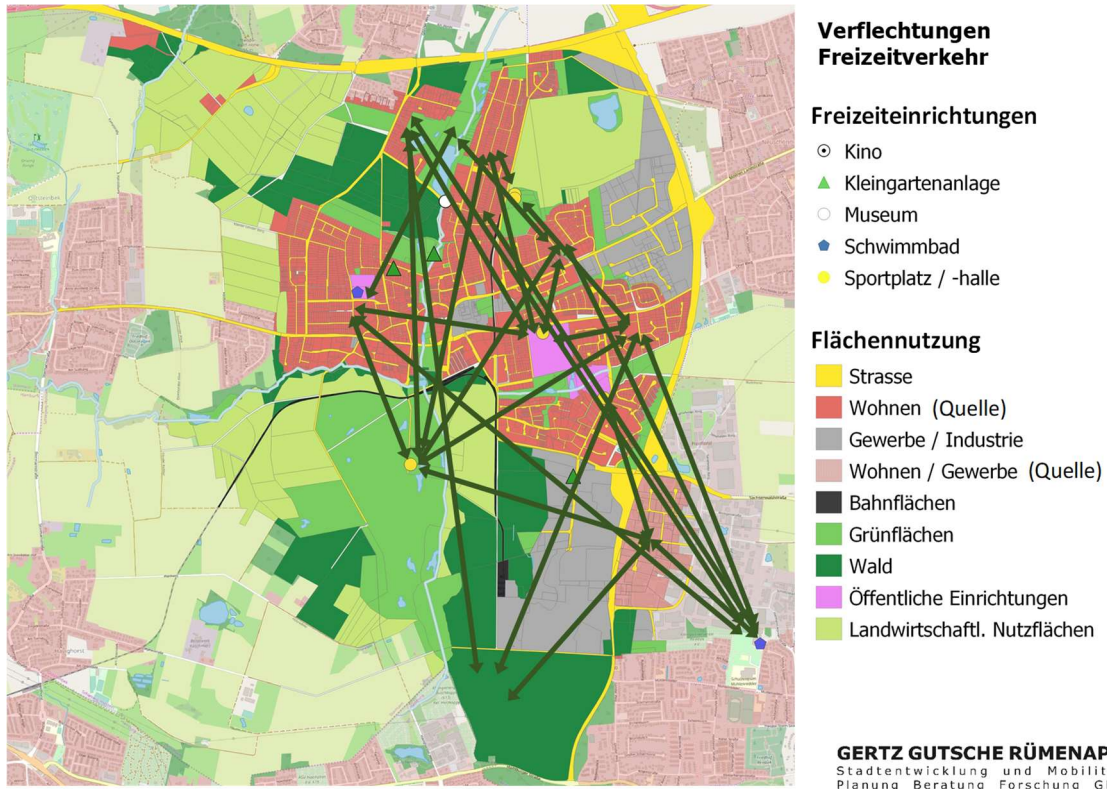 Verflechtungen
Freizeitverkehr
Freizeiteinrichtungen
Kino
Kleingartenanlage
Museum
Schwimmbad
Sportplatz / -halle
Flächennutzung
Strasse
Wohnen (Quelle)
Gewerbe / Industrie
Wohnen / Gewerbe (Quelle)
Bahnflächen
Grünflächen
Wald
Öffentliche Einrichtungen
Landwirtschaftl. Nutzflächen
GERTZ GUTSCHE RÜMENAP
Stadtentwicklung und Mobilit
Planung Beratung Forschung G